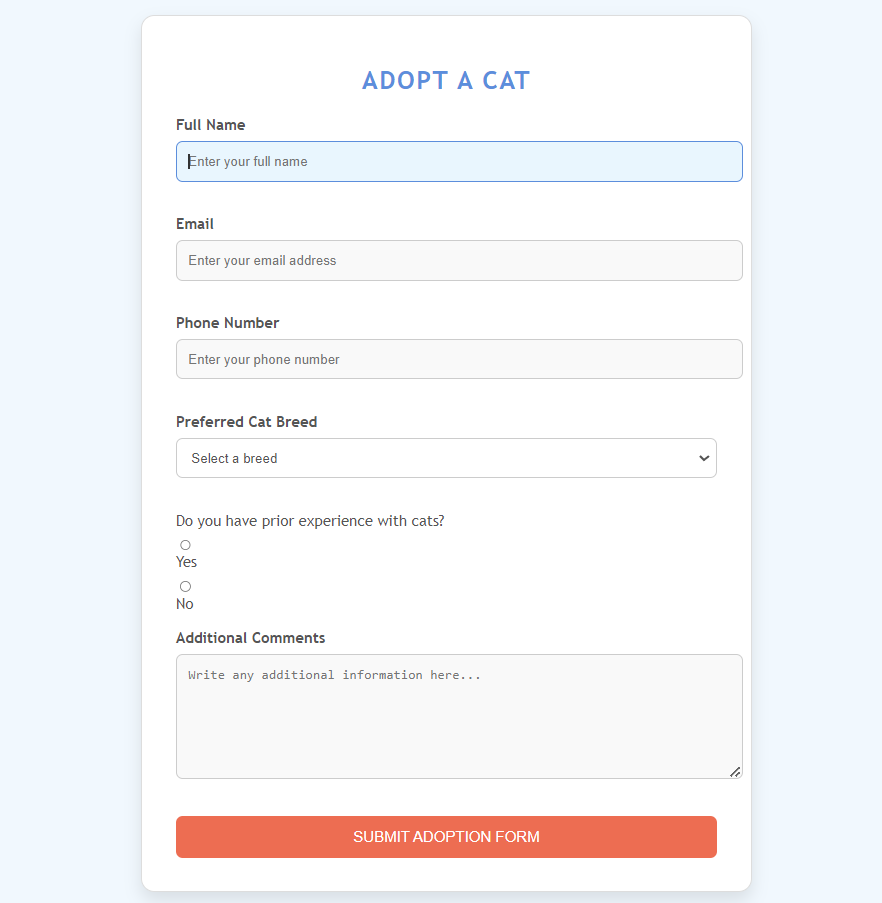 ADOPT A CAT
Full Name
Enter your full name
Email
Enter your email address
Phone Number
Enter your phone number
Preferred Cat Breed
Select a breed
Do you have prior experience with cats?
Yes
No
Additional Comments
Write any additional information here...
SUBMIT ADOPTION FORM